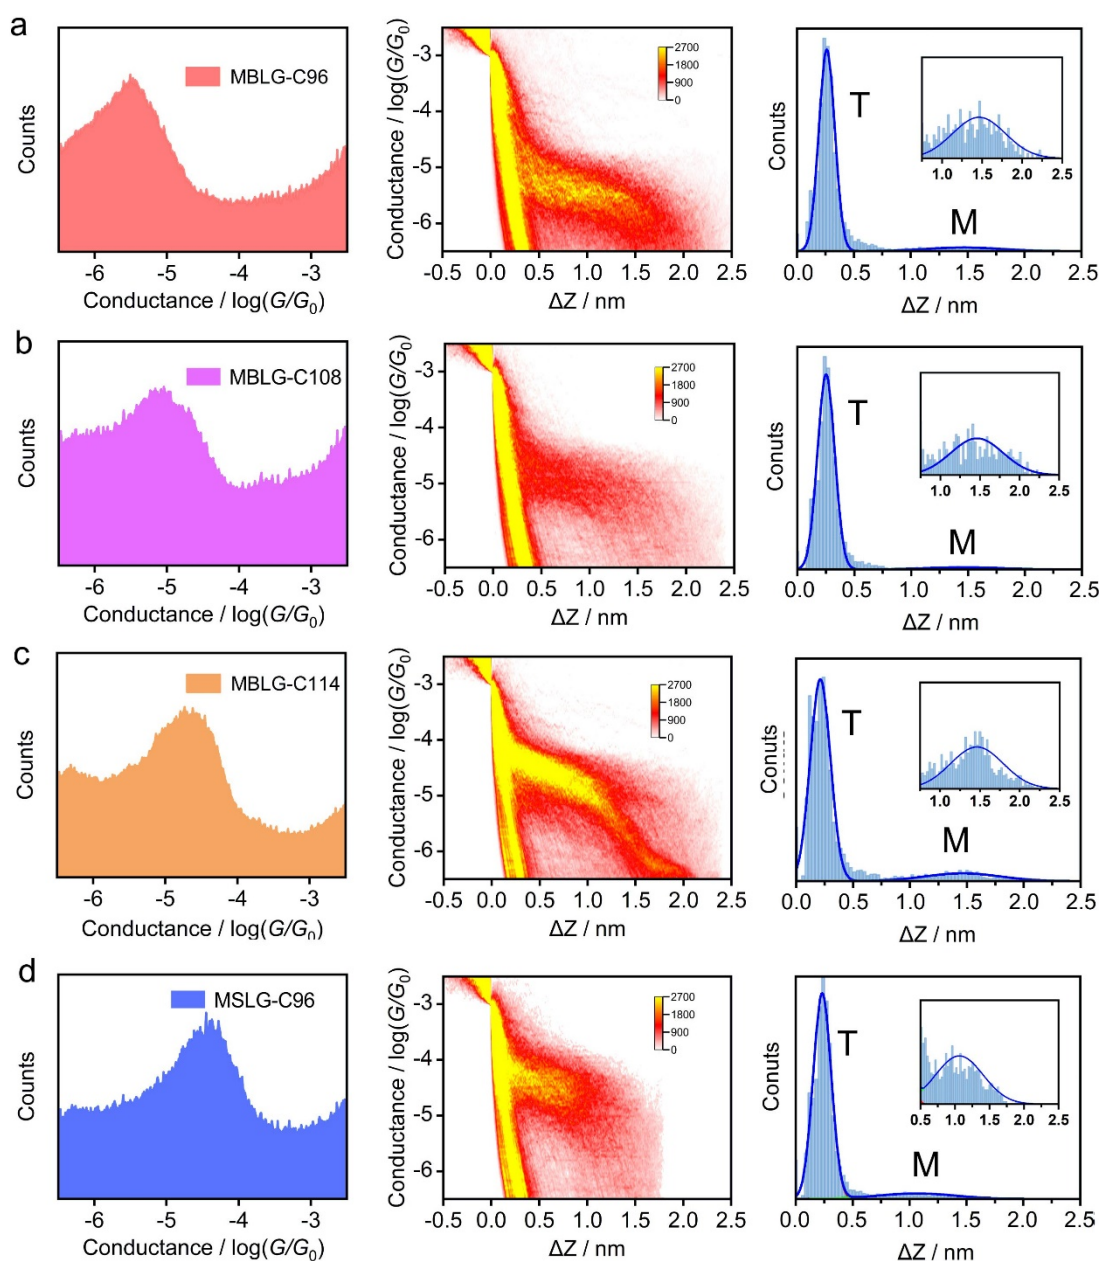 a
Counts
MBLG-C96
-6 -5 -4 -3
Conductance / log(G/G0)
Conductance / log(G/G0)
-3
-4
-5
-6
2700
1800
900
0
-0.5 0.0 0.5 1.0 1.5 2.0 2.5
ΔZ / nm
Conuts
T
M
1.0 1.5 2.0 2.5
0.0 0.5 1.0 1.5 2.0 2.5
ΔZ / nm
b
Counts
MBLG-C108
-6 -5 -4 -3
Conductance / log(G/G0)
Conductance / log(G/G0)
-3
-4
-5
-6
2700
1800
900
0
-0.5 0.0 0.5 1.0 1.5 2.0 2.5
ΔZ / nm
Conuts
T
M
1.0 1.5 2.0 2.5
0.0 0.5 1.0 1.5 2.0 2.5
ΔZ / nm
c
Counts
MBLG-C114
-6 -5 -4 -3
Conductance / log(G/G0)
Conductance / log(G/G0)
-3
-4
-5
-6
2700
1800
900
0
-0.5 0.0 0.5 1.0 1.5 2.0 2.5
ΔZ / nm
Conuts
T
M
1.0 1.5 2.0 2.5
0.0 0.5 1.0 1.5 2.0 2.5
ΔZ / nm
d
Counts
MSLG-C96
-6 -5 -4 -3
Conductance / log(G/G0)
Conductance / log(G/G0)
-3
-4
-5
-6
2700
1800
900
0
-0.5 0.0 0.5 1.0 1.5 2.0 2.5
ΔZ / nm
Conuts
T
M
0.5 1.0 1.5 2.0 2.5
0.0 0.5 1.0 1.5 2.0 2.5
ΔZ / nm